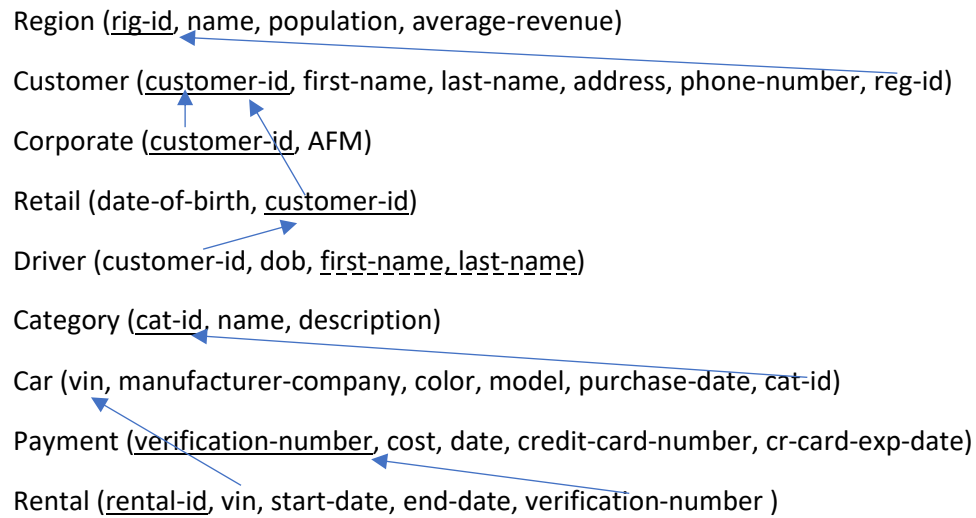 Region (rig-id, name, population, average-revenue)
Customer (customer-id, first-name, last-name, address, phone-number, reg-id)
Corporate (customer-id, AFM)
Retail (date-of-birth, customer-id)
Driver (customer-id, dob, first-name, last-name)
Category (cat-id, name, description)
Car (vin, manufacturer-company, color, model, purchase-date, cat-id)
Payment (verification-number, cost, date, credit-card-number, cr-card-exp-date)
Rental (rental-id, vin, start-date, end-date, verification-number )